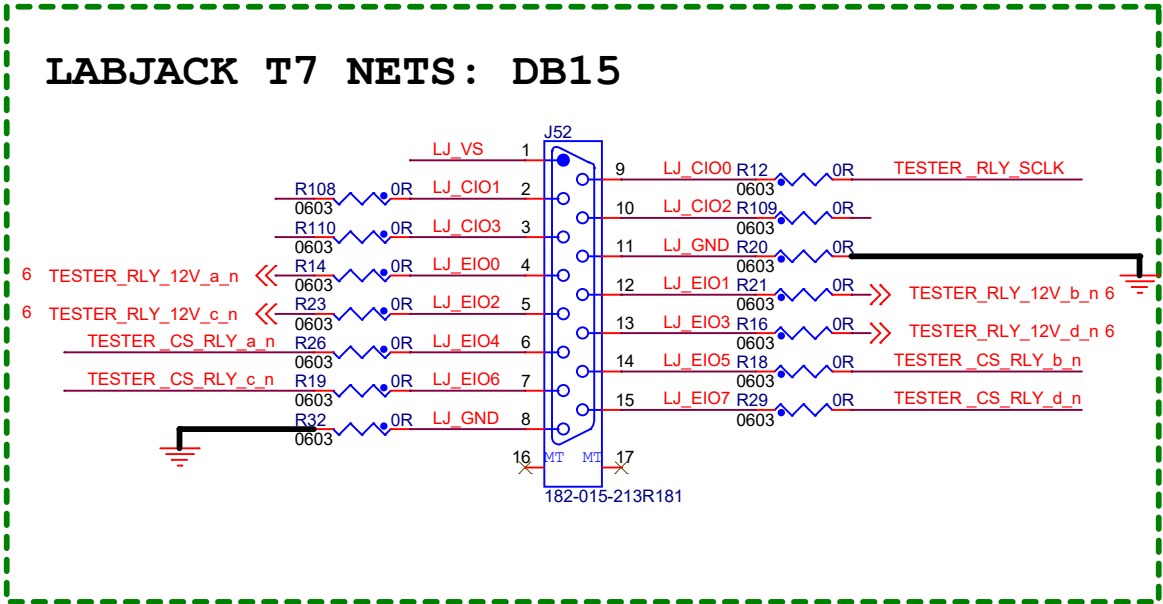 LABJACK T7 NETS: DB15
J52
LJ_VS 1
9 LJ_CIO0 R12 0R TESTER_RLY_SCLK
0603
R108 0R LJ_CIO1 2
0603
10 LJ_CIO2 R109 0R
0603
R110 0R LJ_CIO3 3
0603
11 LJ_GND R20 0R
0603
6 TESTER_RLY_12V_a_n R14 0R LJ_EIO0 4
0603
12 LJ_EIO1 R21 0R TESTER_RLY_12V_b_n 6
0603
6 TESTER_RLY_12V_c_n R23 0R LJ_EIO2 5
0603
13 LJ_EIO3 R16 0R TESTER_RLY_12V_d_n 6
0603
TESTER_CS_RLY_a_n R26 0R LJ_EIO4 6
0603
14 LJ_EIO5 R18 0R TESTER_CS_RLY_b_n
0603
TESTER_CS_RLY_c_n R19 0R LJ_EIO6 7
0603
15 LJ_EIO7 R29 0R TESTER_CS_RLY_d_n
0603
R32 0R LJ_GND 8
0603
16 MT MT 17
182-015-213R181